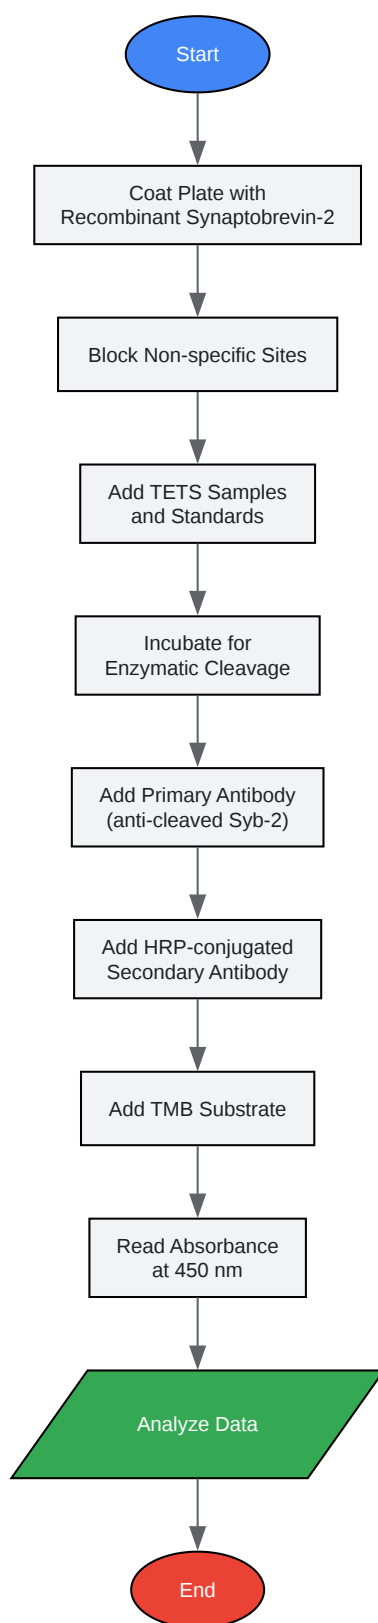 Start
Coat Plate with
Recombinant Synaptobrevin-2
Block Non-specific Sites
Add TETS Samples
and Standards
Incubate for
Enzymatic Cleavage
Add Primary Antibody
(anti-cleaved Syb-2)
Add HRP-conjugated
Secondary Antibody
Add TMB Substrate
Read Absorbance
at 450 nm
Analyze Data
End